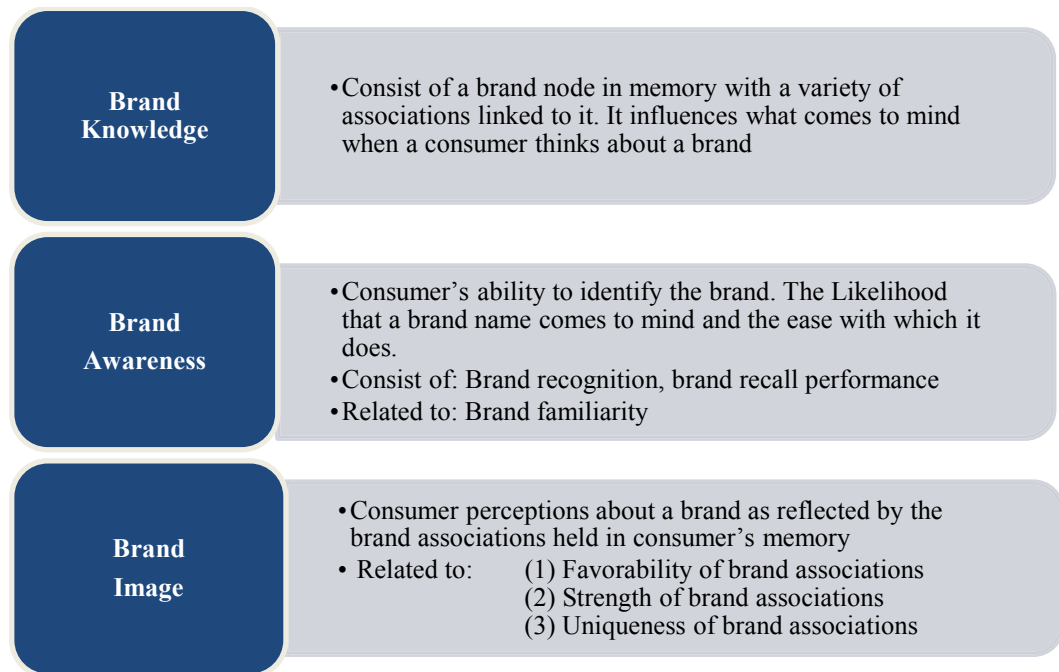 Brand
Knowledge
•Consist of a brand node in memory with a variety of
associations linked to it. It influences what comes to mind
when a consumer thinks about a brand
Brand
Awareness
•Consumer’s ability to identify the brand. The Likelihood
that a brand name comes to mind and the ease with which it
does.
•Consist of: Brand recognition, brand recall performance
•Related to: Brand familiarity
Brand
Image
•Consumer perceptions about a brand as reflected by the
brand associations held in consumer’s memory
• Related to: (1) Favorability of brand associations
(2) Strength of brand associations
(3) Uniqueness of brand associations